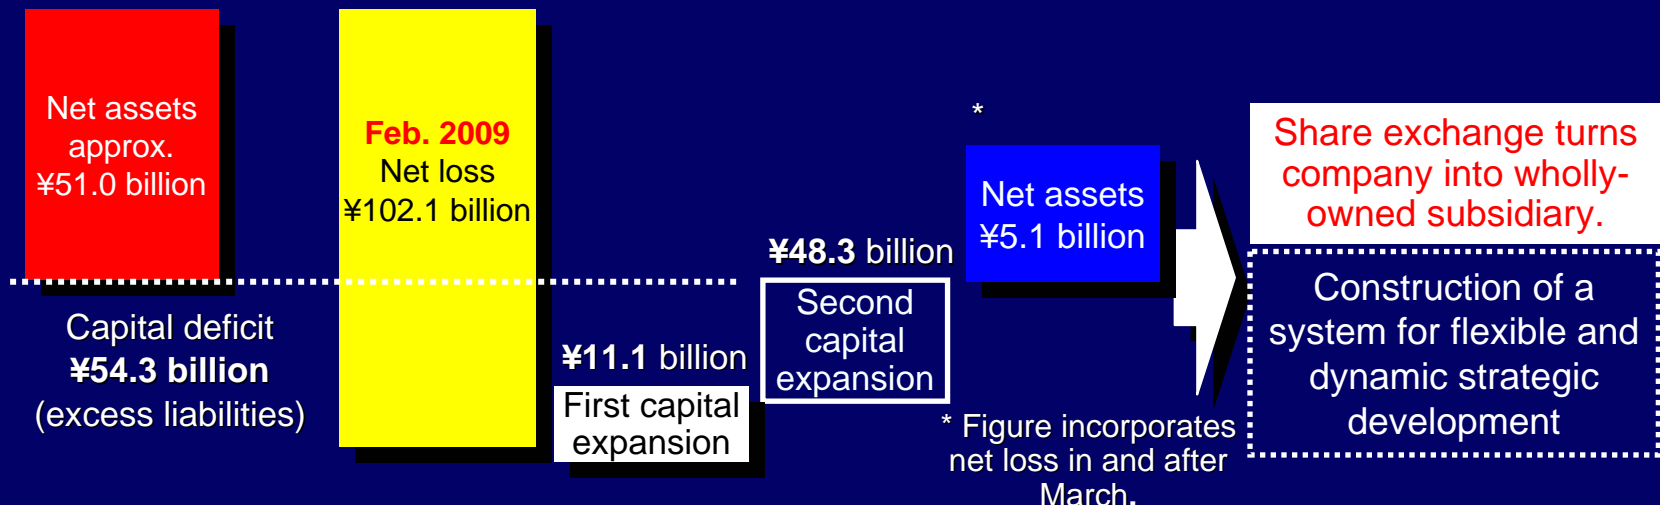 Net assets
approx.
¥51.0 billion
Capital deficit
¥54.3 billion
(excess liabilities)
Feb. 2009
Net loss
¥102.1 billion
¥11.1 billion
First capital
expansion
¥48.3 billion
Second
capital
expansion
*
Net assets
¥5.1 billion
* Figure incorporates
net loss in and after
March.
Share exchange turns
company into wholly-
owned subsidiary.
Construction of a
system for flexible and
dynamic strategic
development